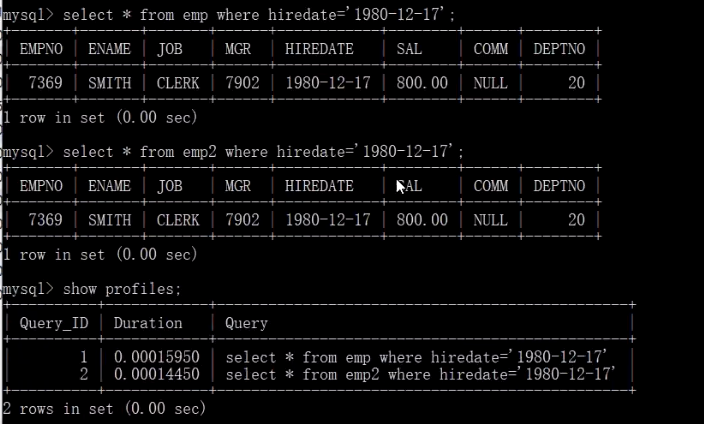 mysql> select * from emp where hiredate='1980-12-17';
| EMPNO | ENAME | JOB | MGR | HIREDATE | SAL | COMM | DEPTNO |
| 7369 | SMITH | CLERK | 7902 | 1980-12-17 | 800.00 | NULL | 20 |
1 row in set (0.00 sec)
mysql> select * from emp2 where hiredate='1980-12-17';
| EMPNO | ENAME | JOB | MGR | HIREDATE | SAL | COMM | DEPTNO |
| 7369 | SMITH | CLERK | 7902 | 1980-12-17 | 800.00 | NULL | 20 |
1 row in set (0.00 sec)
mysql> show profiles;
| Query_ID | Duration | Query |
| 1 | 0.00015950 | select * from emp where hiredate='1980-12-17' |
| 2 | 0.00014450 | select * from emp2 where hiredate='1980-12-17' |
2 rows in set (0.00 sec)